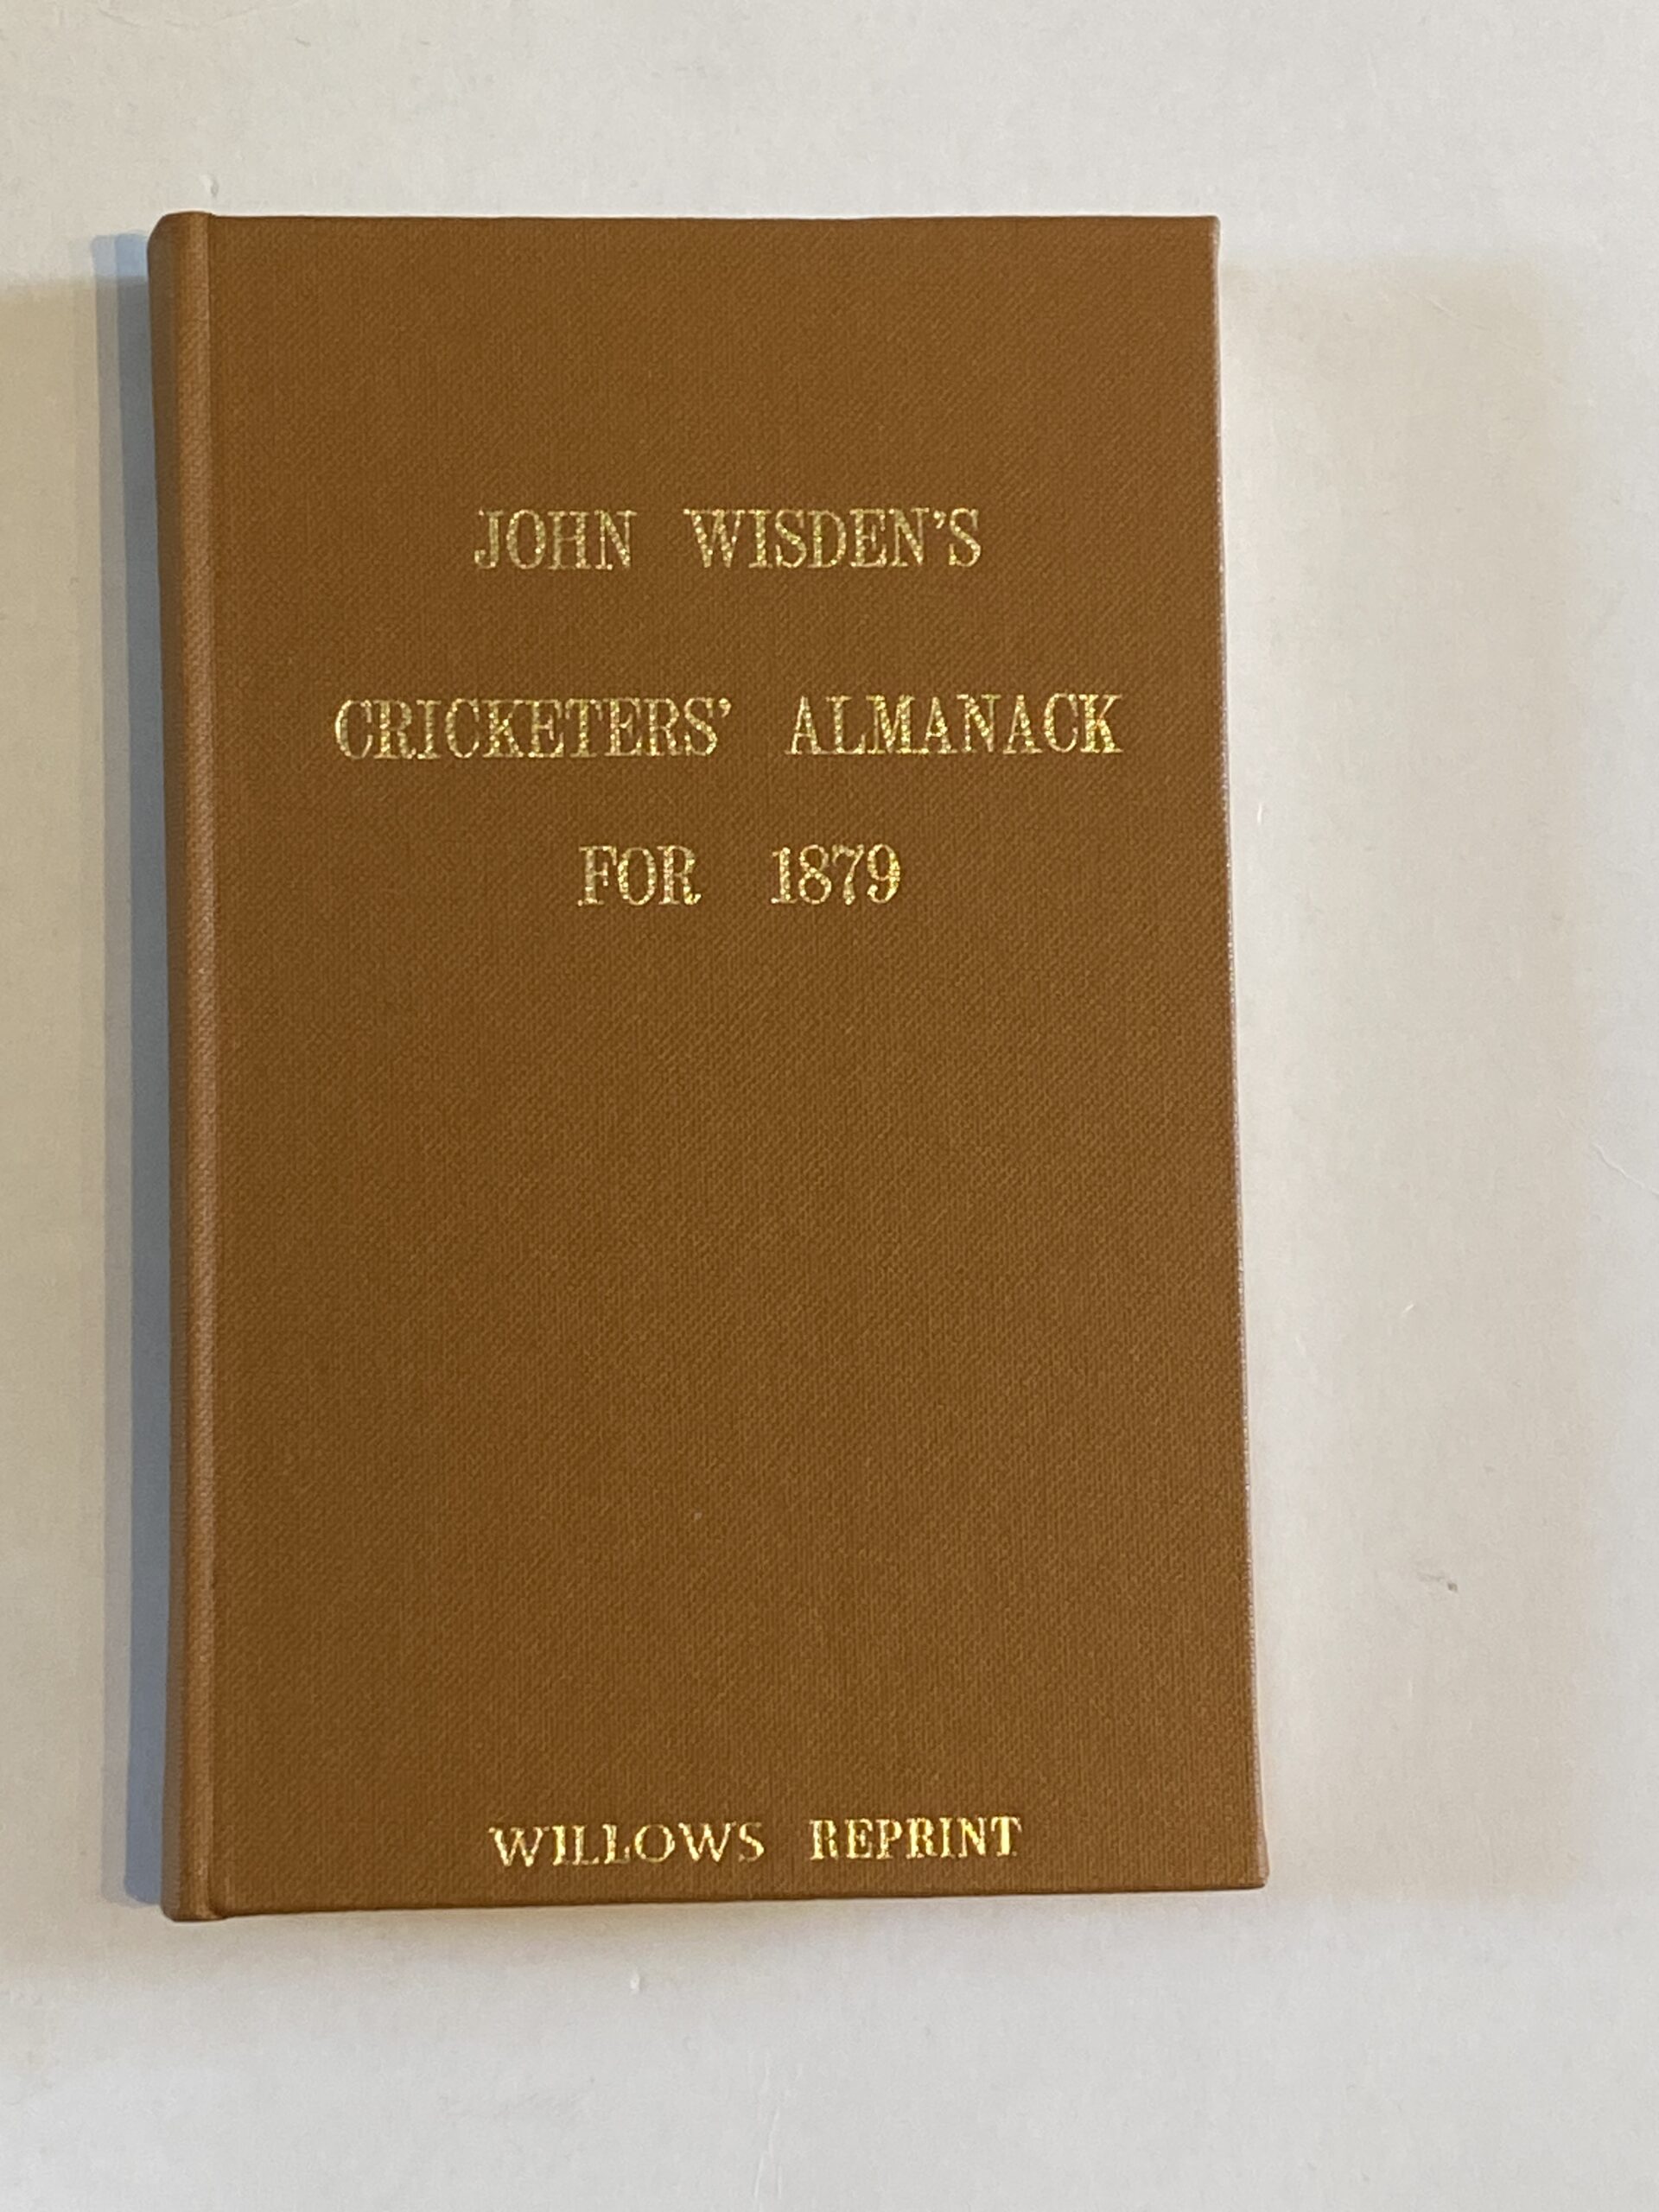 JOHN WISDEN'S
CRICKETERS' ALMANACK
FOR 1879
WILLOWS REPRINT